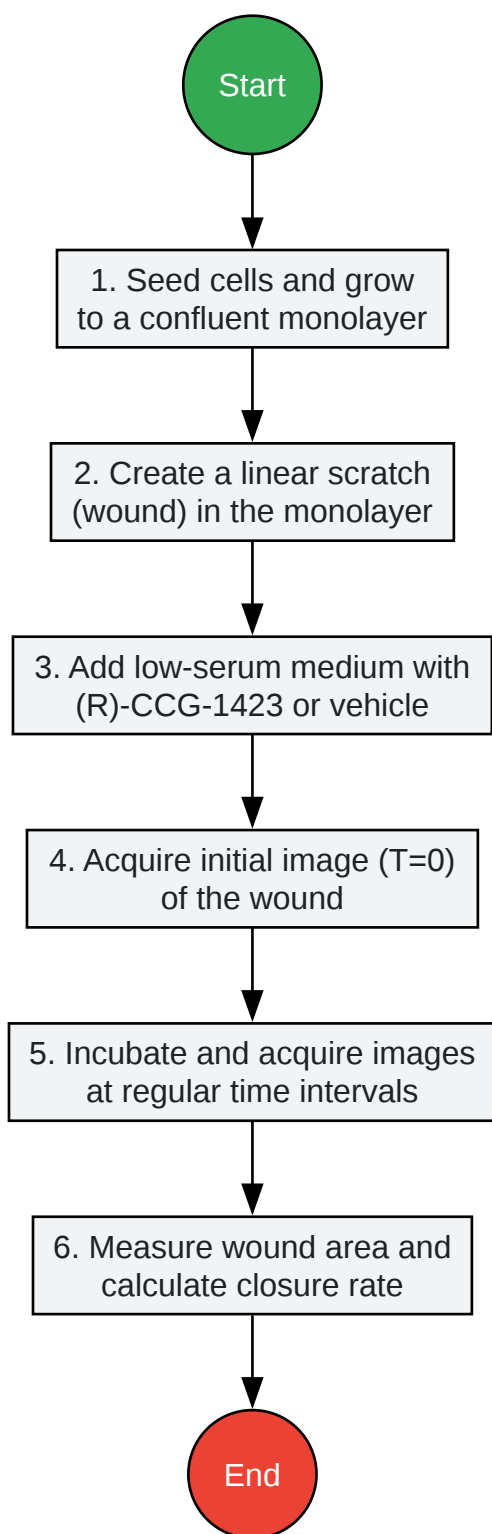 Start
1. Seed cells and grow
to a confluent monolayer
2. Create a linear scratch
(wound) in the monolayer
3. Add low-serum medium with
(R)-CCG-1423 or vehicle
4. Acquire initial image (T=0)
of the wound
5. Incubate and acquire images
at regular time intervals
6. Measure wound area and
calculate closure rate
End